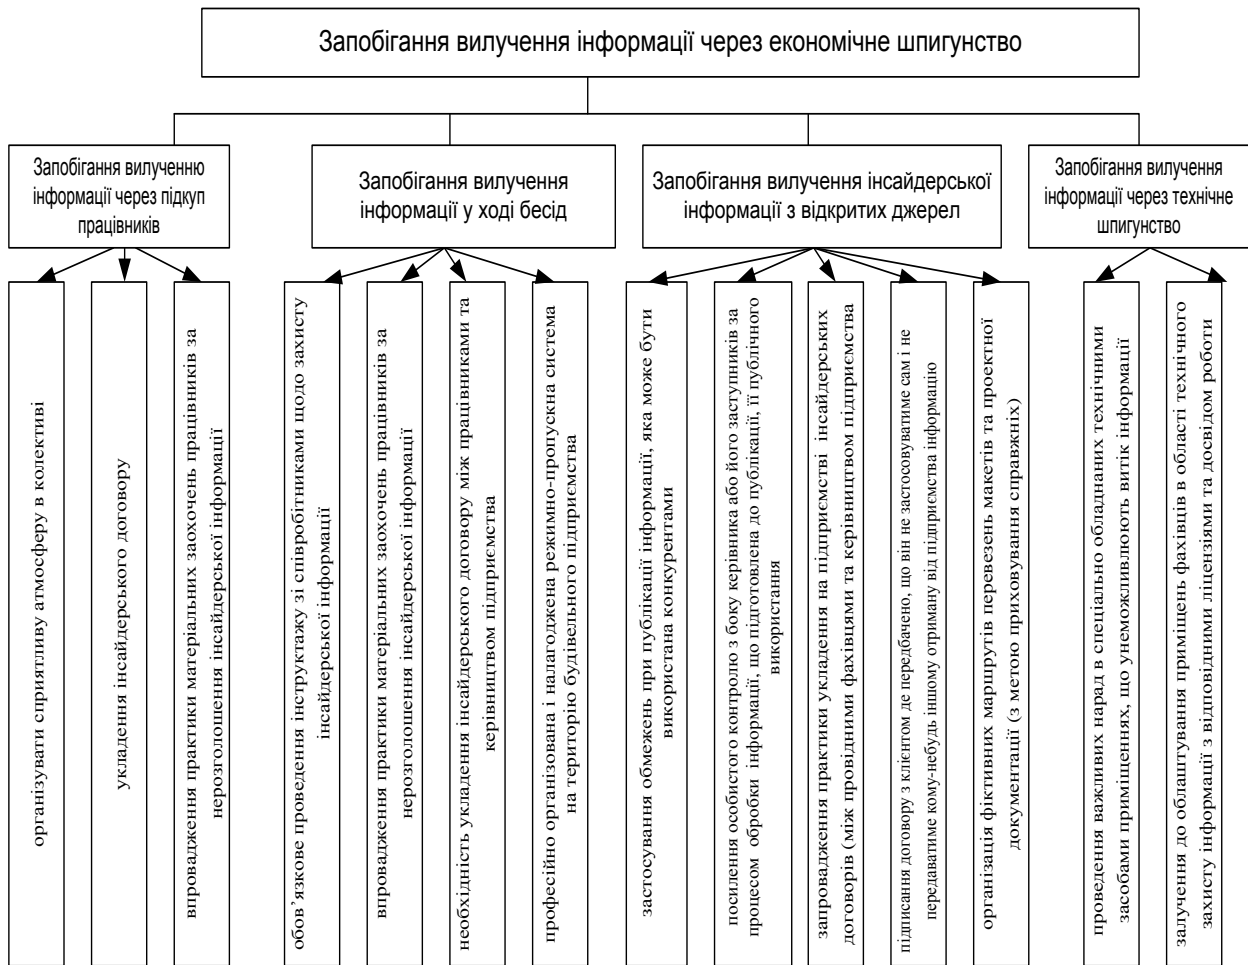 Запобігання вилучення інформації через економічне шпигунство
Запобігання вилученню
інформації через підкуп
працівників
Запобігання вилучення
інформації у ході бесід
Запобігання вилучення інсайдерської
інформації з відкритих джерел
Запобігання вилучення
інформації через технічне
шпигунство
організувати сприятливу атмосферу в колективі
укладення інсайдерського договору
впровадження практики матеріальних заохочень працівників за
нерозголошення інсайдерської інформації
обов’язкове проведення інструктажу зі співробітниками щодо захисту
інсайдерської інформації
впровадження практики матеріальних заохочень працівників за
нерозголошення інсайдерської інформації
необхідність укладення інсайдерського договору між працівниками та
керівництвом підприємства
професійно організована і налагоджена режимно-пропускна система
на територію будівельного підприємства
застосування обмежень при публікації інформації, яка може бути
використана конкурентами
посилення особистого контролю з боку керівника або його заступників за
процесом обробки інформації, що підготовлена до публікації, її публічного
використання
запровадження практики укладення на підприємстві інсайдерських
договорів (між провідними фахівцями та керівництвом підприємства
підписання договору з клієнтом де передбачено, що він не застосовуватиме сам і не
передаватиме кому-небудь іншому отриману від підприємства інформацію
організація фіктивних маршрутів перевезень макетів та проектної
документації (з метою приховування справжніх)
проведення важливих нарад в спеціально обладнаних технічними
засобами приміщеннях, що унеможливлюють витік інформації
залучення до облаштування приміщень фахівців в області технічного
захисту інформації з відповідними ліцензіями та досвідом роботи